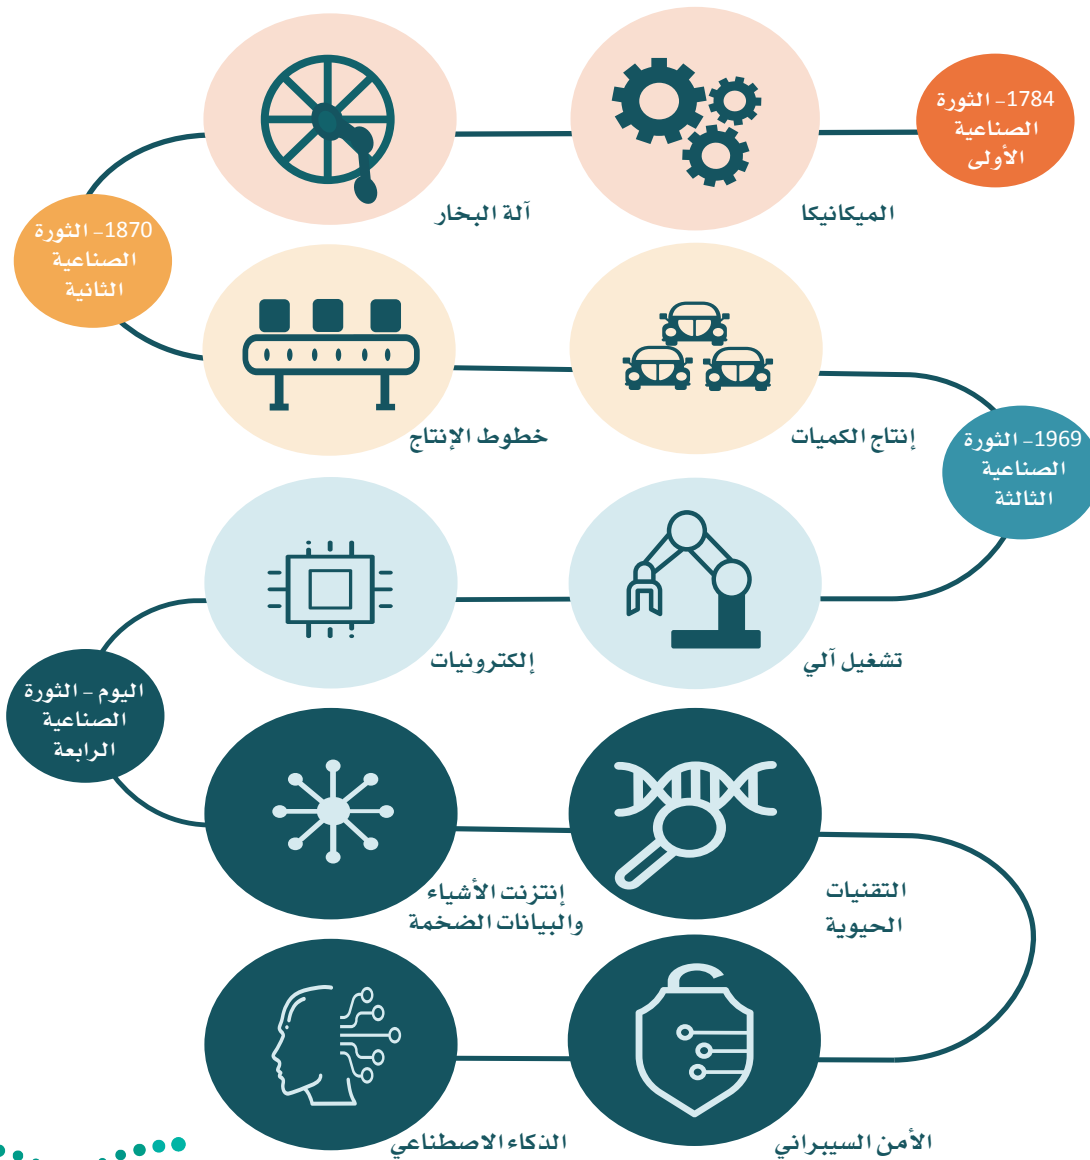 1784– الثورة
الصناعية
الأولى
الميكانيكا
آلة البخار
1870– الثورة
الصناعية
الثانية
خطوط الإنتاج
إنتاج الكميات
1969– الثورة
الصناعية
الثالثة
تشغيل آلي
إلكترونيات
اليوم – الثورة
الصناعية
الرابعة
إنتزنت الأشياء
والبيانات الضخمة
التقنيات
الحيوية
الأمن السيبراني
الذكاء الاصطناعي